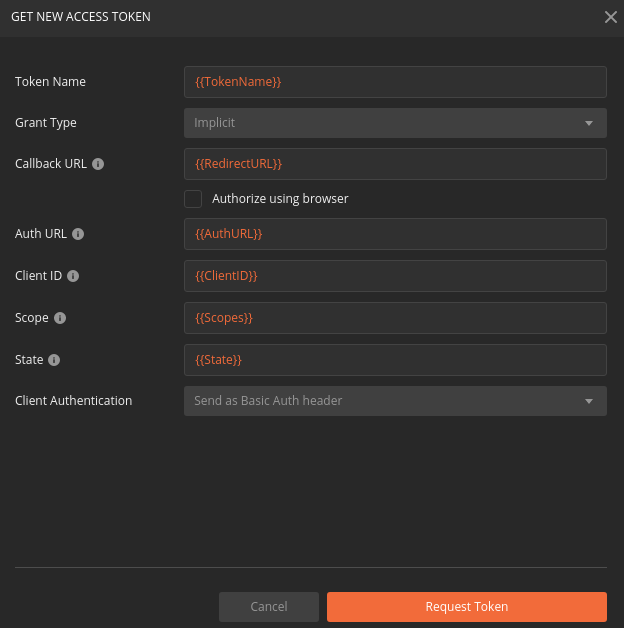 GET NEW ACCESS TOKEN
Token Name {{TokenName}}
Grant Type Implicit
Callback URL {{RedirectURL}}
Authorize using browser
Auth URL {{AuthURL}}
Client ID {{ClientID}}
Scope {{Scopes}}
State {{State}}
Client Authentication Send as Basic Auth header
Cancel Request Token